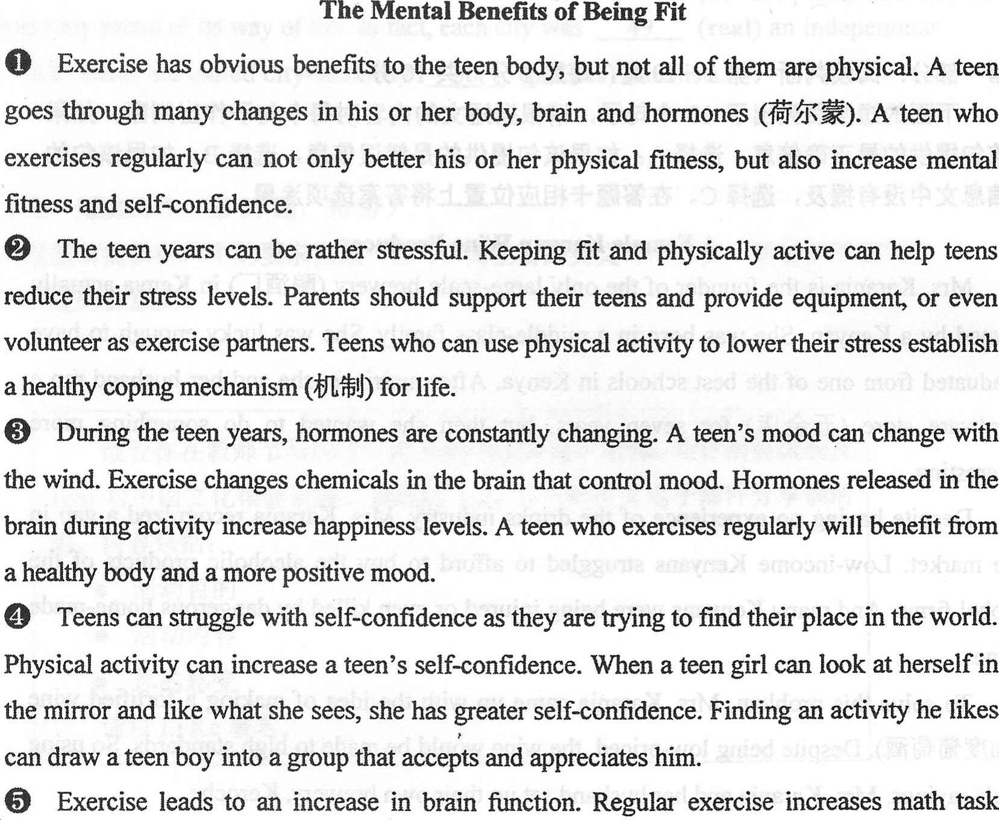 The Mental Benefits of Being Fit
❶ Exercise has obvious benefits to the teen body, but not all of them are physical. A teen
goes through many changes in his or her body, brain and hormones (荷尔蒙). A teen who
exercises regularly can not only better his or her physical fitness, but also increase mental
fitness and self-confidence.
❷ The teen years can be rather stressful. Keeping fit and physically active can help teens
reduce their stress levels. Parents should support their teens and provide equipment, or even
volunteer as exercise partners. Teens who can use physical activity to lower their stress establish
a healthy coping mechanism (机制) for life.
❸ During the teen years, hormones are constantly changing. A teen's mood can change with
the wind. Exercise changes chemicals in the brain that control mood. Hormones released in the
brain during activity increase happiness levels. A teen who exercises regularly will benefit from
a healthy body and a more positive mood.
❹ Teens can struggle with self-confidence as they are trying to find their place in the world.
Physical activity can increase a teen's self-confidence. When a teen girl can look at herself in
the mirror and like what she sees, she has greater self-confidence. Finding an activity he likes
can draw a teen boy into a group that accepts and appreciates him.
❺ Exercise leads to an increase in brain function. Regular exercise increases math task